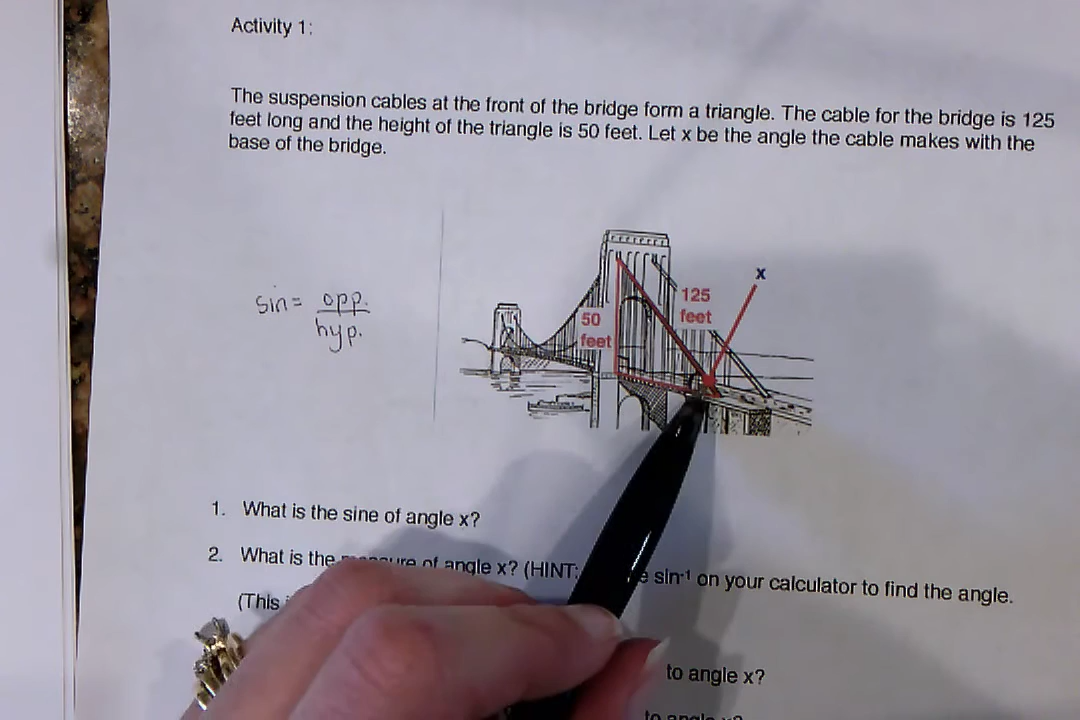 Activity 1:
The suspension cables at the front of the bridge form a triangle. The cable for the bridge is 125
feet long and the height of the triangle is 50 feet. Let x be the angle the cable makes with the
base of the bridge.
sin = opp.
hyp.
x
125
feet
50
feet
1. What is the sine of angle x?
2. What is the measure of angle x? (HINT: sin-1 on your calculator to find the angle.
(This
to angle x?
to angle x?